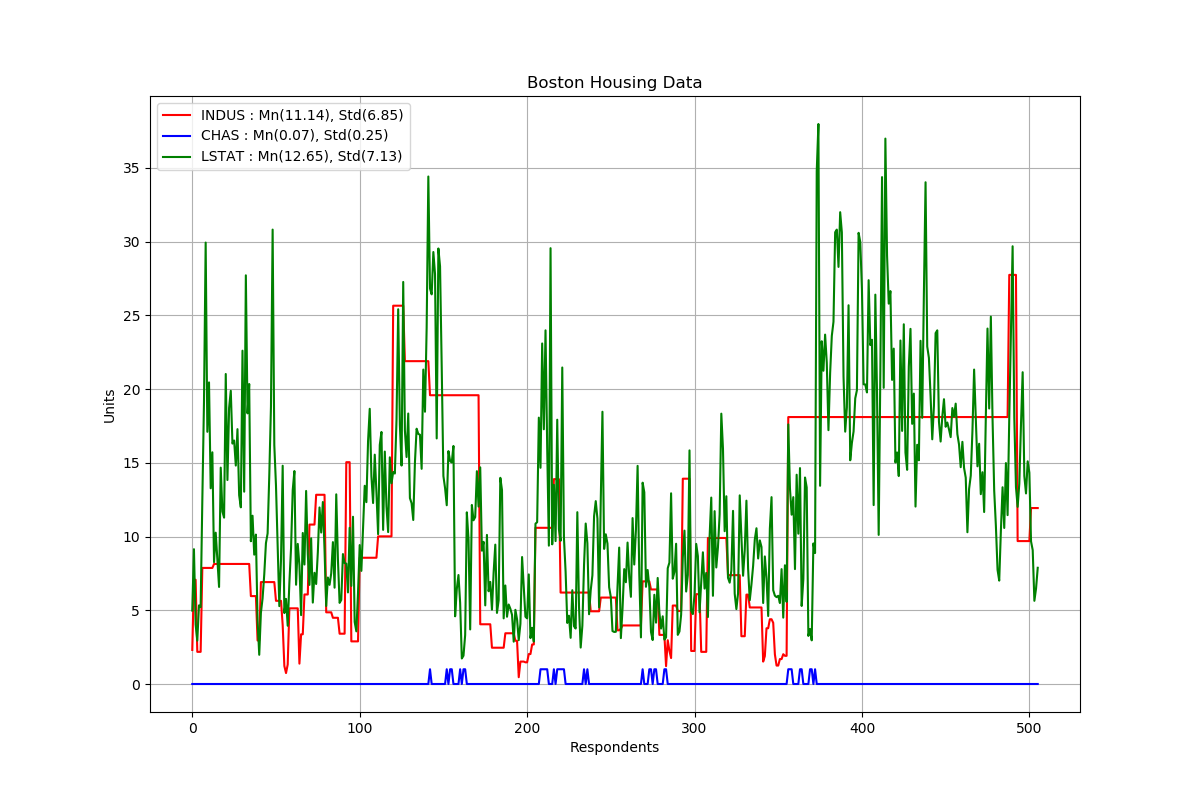 Boston Housing Data
INDUS : Mn(11.14), Std(6.85)
CHAS : Mn(0.07), Std(0.25)
LSTAT : Mn(12.65), Std(7.13)
35
30
25
20
15
10
5
0
Units
0 100 200 300 400 500
Respondents